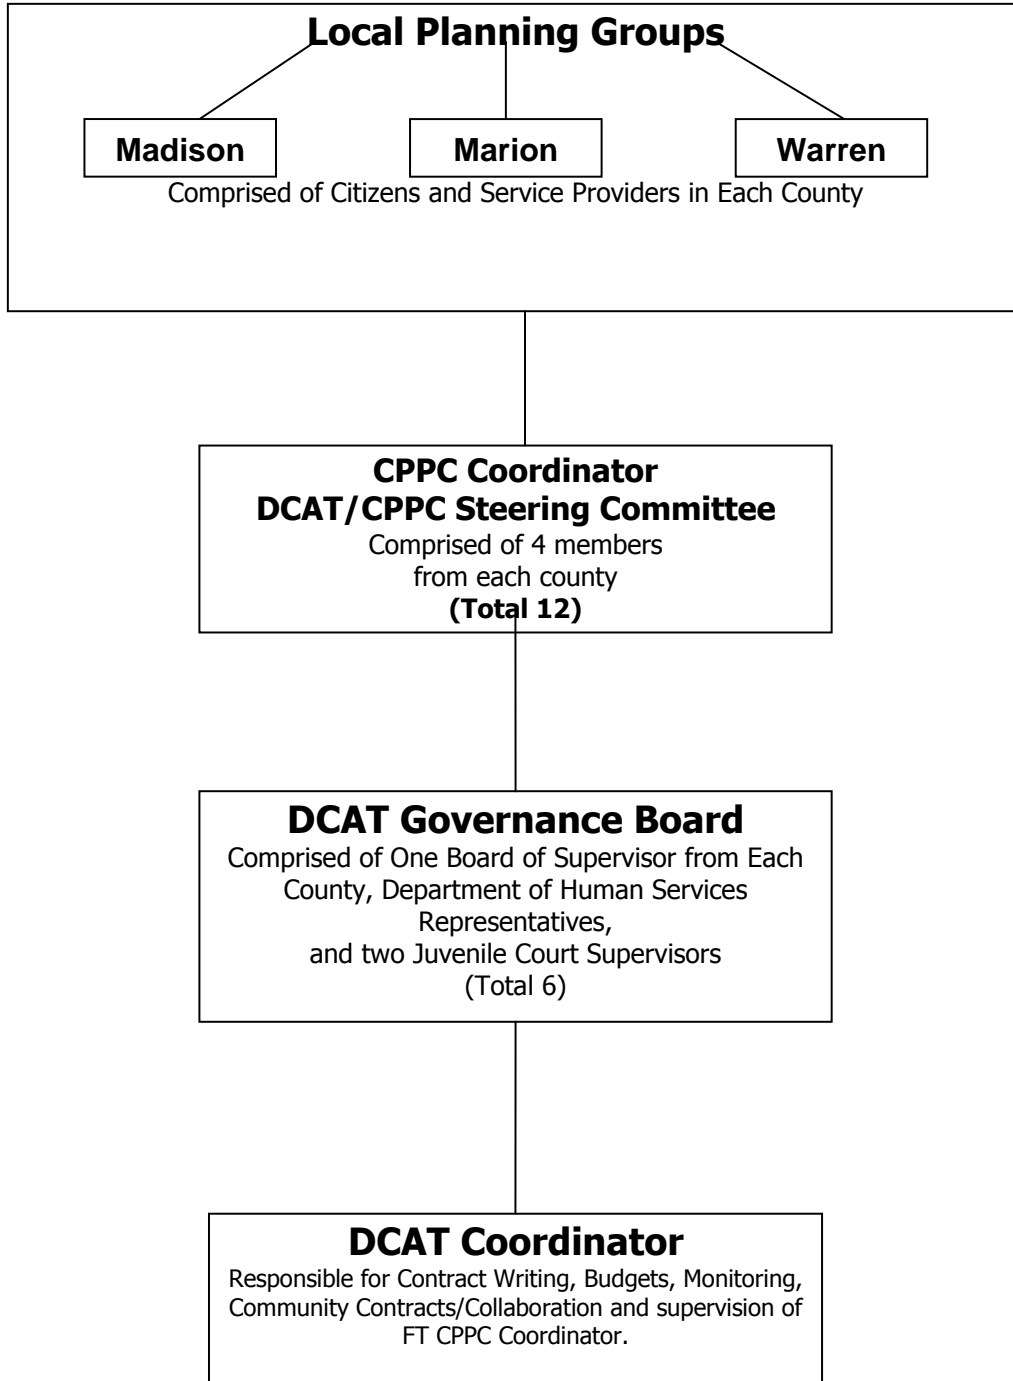 Local Planning Groups
Madison
Marion
Warren
Comprised of Citizens and Service Providers in Each County
CPPC Coordinator
DCAT/CPPC Steering Committee
Comprised of 4 members
from each county
(Total 12)
DCAT Governance Board
Comprised of One Board of Supervisor from Each
County, Department of Human Services
Representatives,
and two Juvenile Court Supervisors
(Total 6)
DCAT Coordinator
Responsible for Contract Writing, Budgets, Monitoring,
Community Contracts/Collaboration and supervision of
FT CPPC Coordinator.